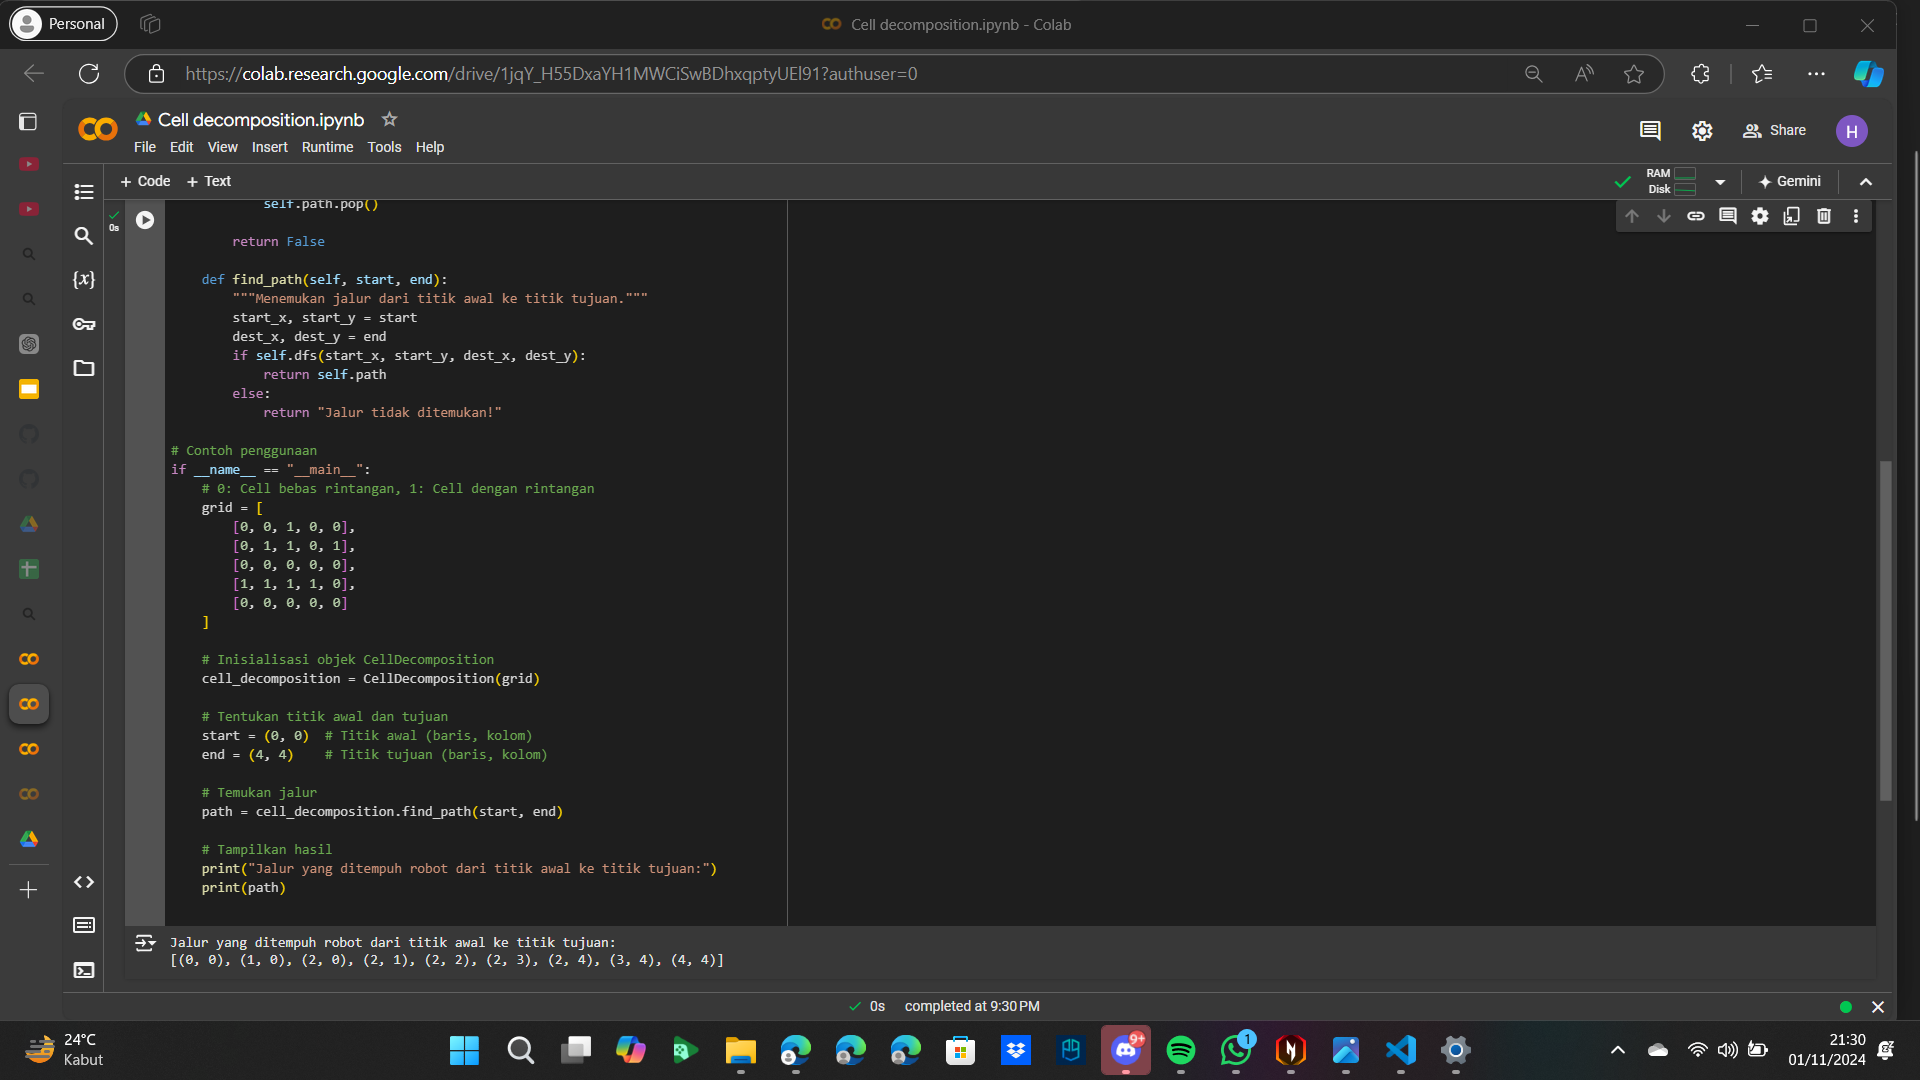 Personal
Cell decomposition.ipynb - Colab
https://colab.research.google.com/drive/1jqY_H55DxaYH1MWCiSwBDhxqptyUEl91?authuser=0
Cell decomposition.ipynb
File Edit View Insert Runtime Tools Help
Share
H
+ Code + Text
RAM
Disk
Gemini
0s
            self.path.pop()
        return False
    def find_path(self, start, end):
        """Menemukan jalur dari titik awal ke titik tujuan."""
        start_x, start_y = start
        dest_x, dest_y = end
        if self.dfs(start_x, start_y, dest_x, dest_y):
            return self.path
        else:
            return "Jalur tidak ditemukan!"
# Contoh penggunaan
if __name__ == "__main__":
    # 0: Cell bebas rintangan, 1: Cell dengan rintangan
    grid = [
        [0, 0, 1, 0, 0],
        [0, 1, 1, 0, 1],
        [0, 0, 0, 0, 0],
        [1, 1, 1, 1, 0],
        [0, 0, 0, 0, 0]
    ]
    # Inisialisasi objek CellDecomposition
    cell_decomposition = CellDecomposition(grid)
    # Tentukan titik awal dan tujuan
    start = (0, 0)  # Titik awal (baris, kolom)
    end = (4, 4)    # Titik tujuan (baris, kolom)
    # Temukan jalur
    path = cell_decomposition.find_path(start, end)
    # Tampilkan hasil
    print("Jalur yang ditempuh robot dari titik awal ke titik tujuan:")
    print(path)
Jalur yang ditempuh robot dari titik awal ke titik tujuan:
[(0, 0), (1, 0), (2, 0), (2, 1), (2, 2), (2, 3), (2, 4), (3, 4), (4, 4)]
0s completed at 9:30 PM
24°C
Kabut
9+
1
21:30
01/11/2024